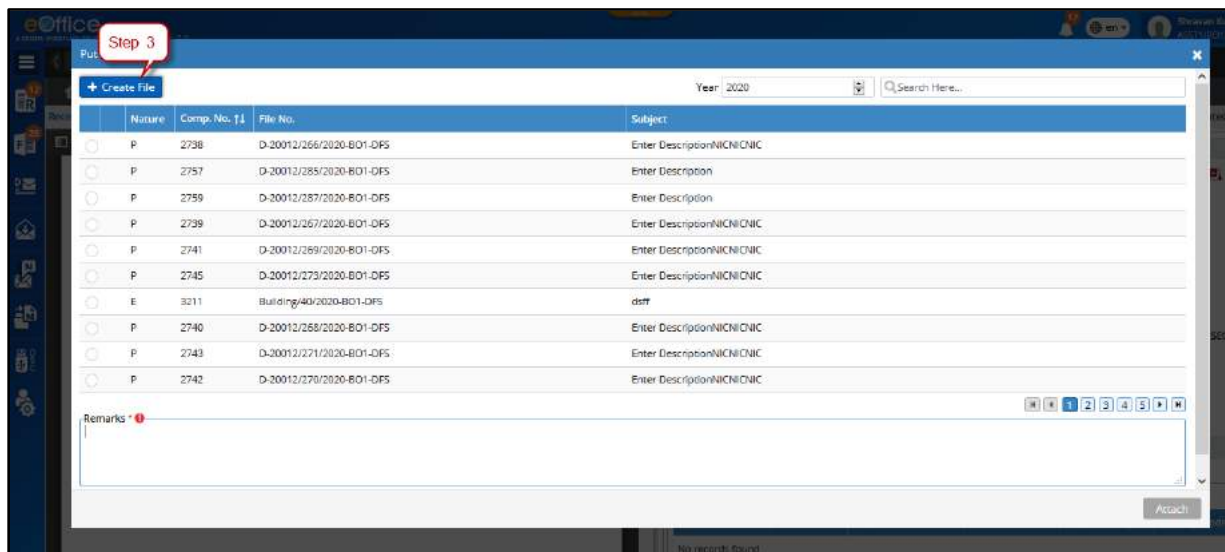 eOffice
en
Step 3
Put
+ Create File
Year 2020
Search Here...
Nature Comp. No. File No. Subject
P 2738 D-20012/266/2020-BO1-DFS Enter DescriptionNICNICNIC
P 2757 D-20012/285/2020-BO1-DFS Enter Description
P 2759 D-20012/287/2020-BO1-DFS Enter Description
P 2739 D-20012/267/2020-BO1-DFS Enter DescriptionNICNICNIC
P 2741 D-20012/269/2020-BO1-DFS Enter DescriptionNICNICNIC
P 2745 D-20012/273/2020-BO1-DFS Enter DescriptionNICNICNIC
E 3211 Building/40/2020-BO1-DFS dsff
P 2740 D-20012/268/2020-BO1-DFS Enter DescriptionNICNICNIC
P 2743 D-20012/271/2020-BO1-DFS Enter DescriptionNICNICNIC
P 2742 D-20012/270/2020-BO1-DFS Enter DescriptionNICNICNIC
1 2 3 4 5
Remarks *
Attach
No records found